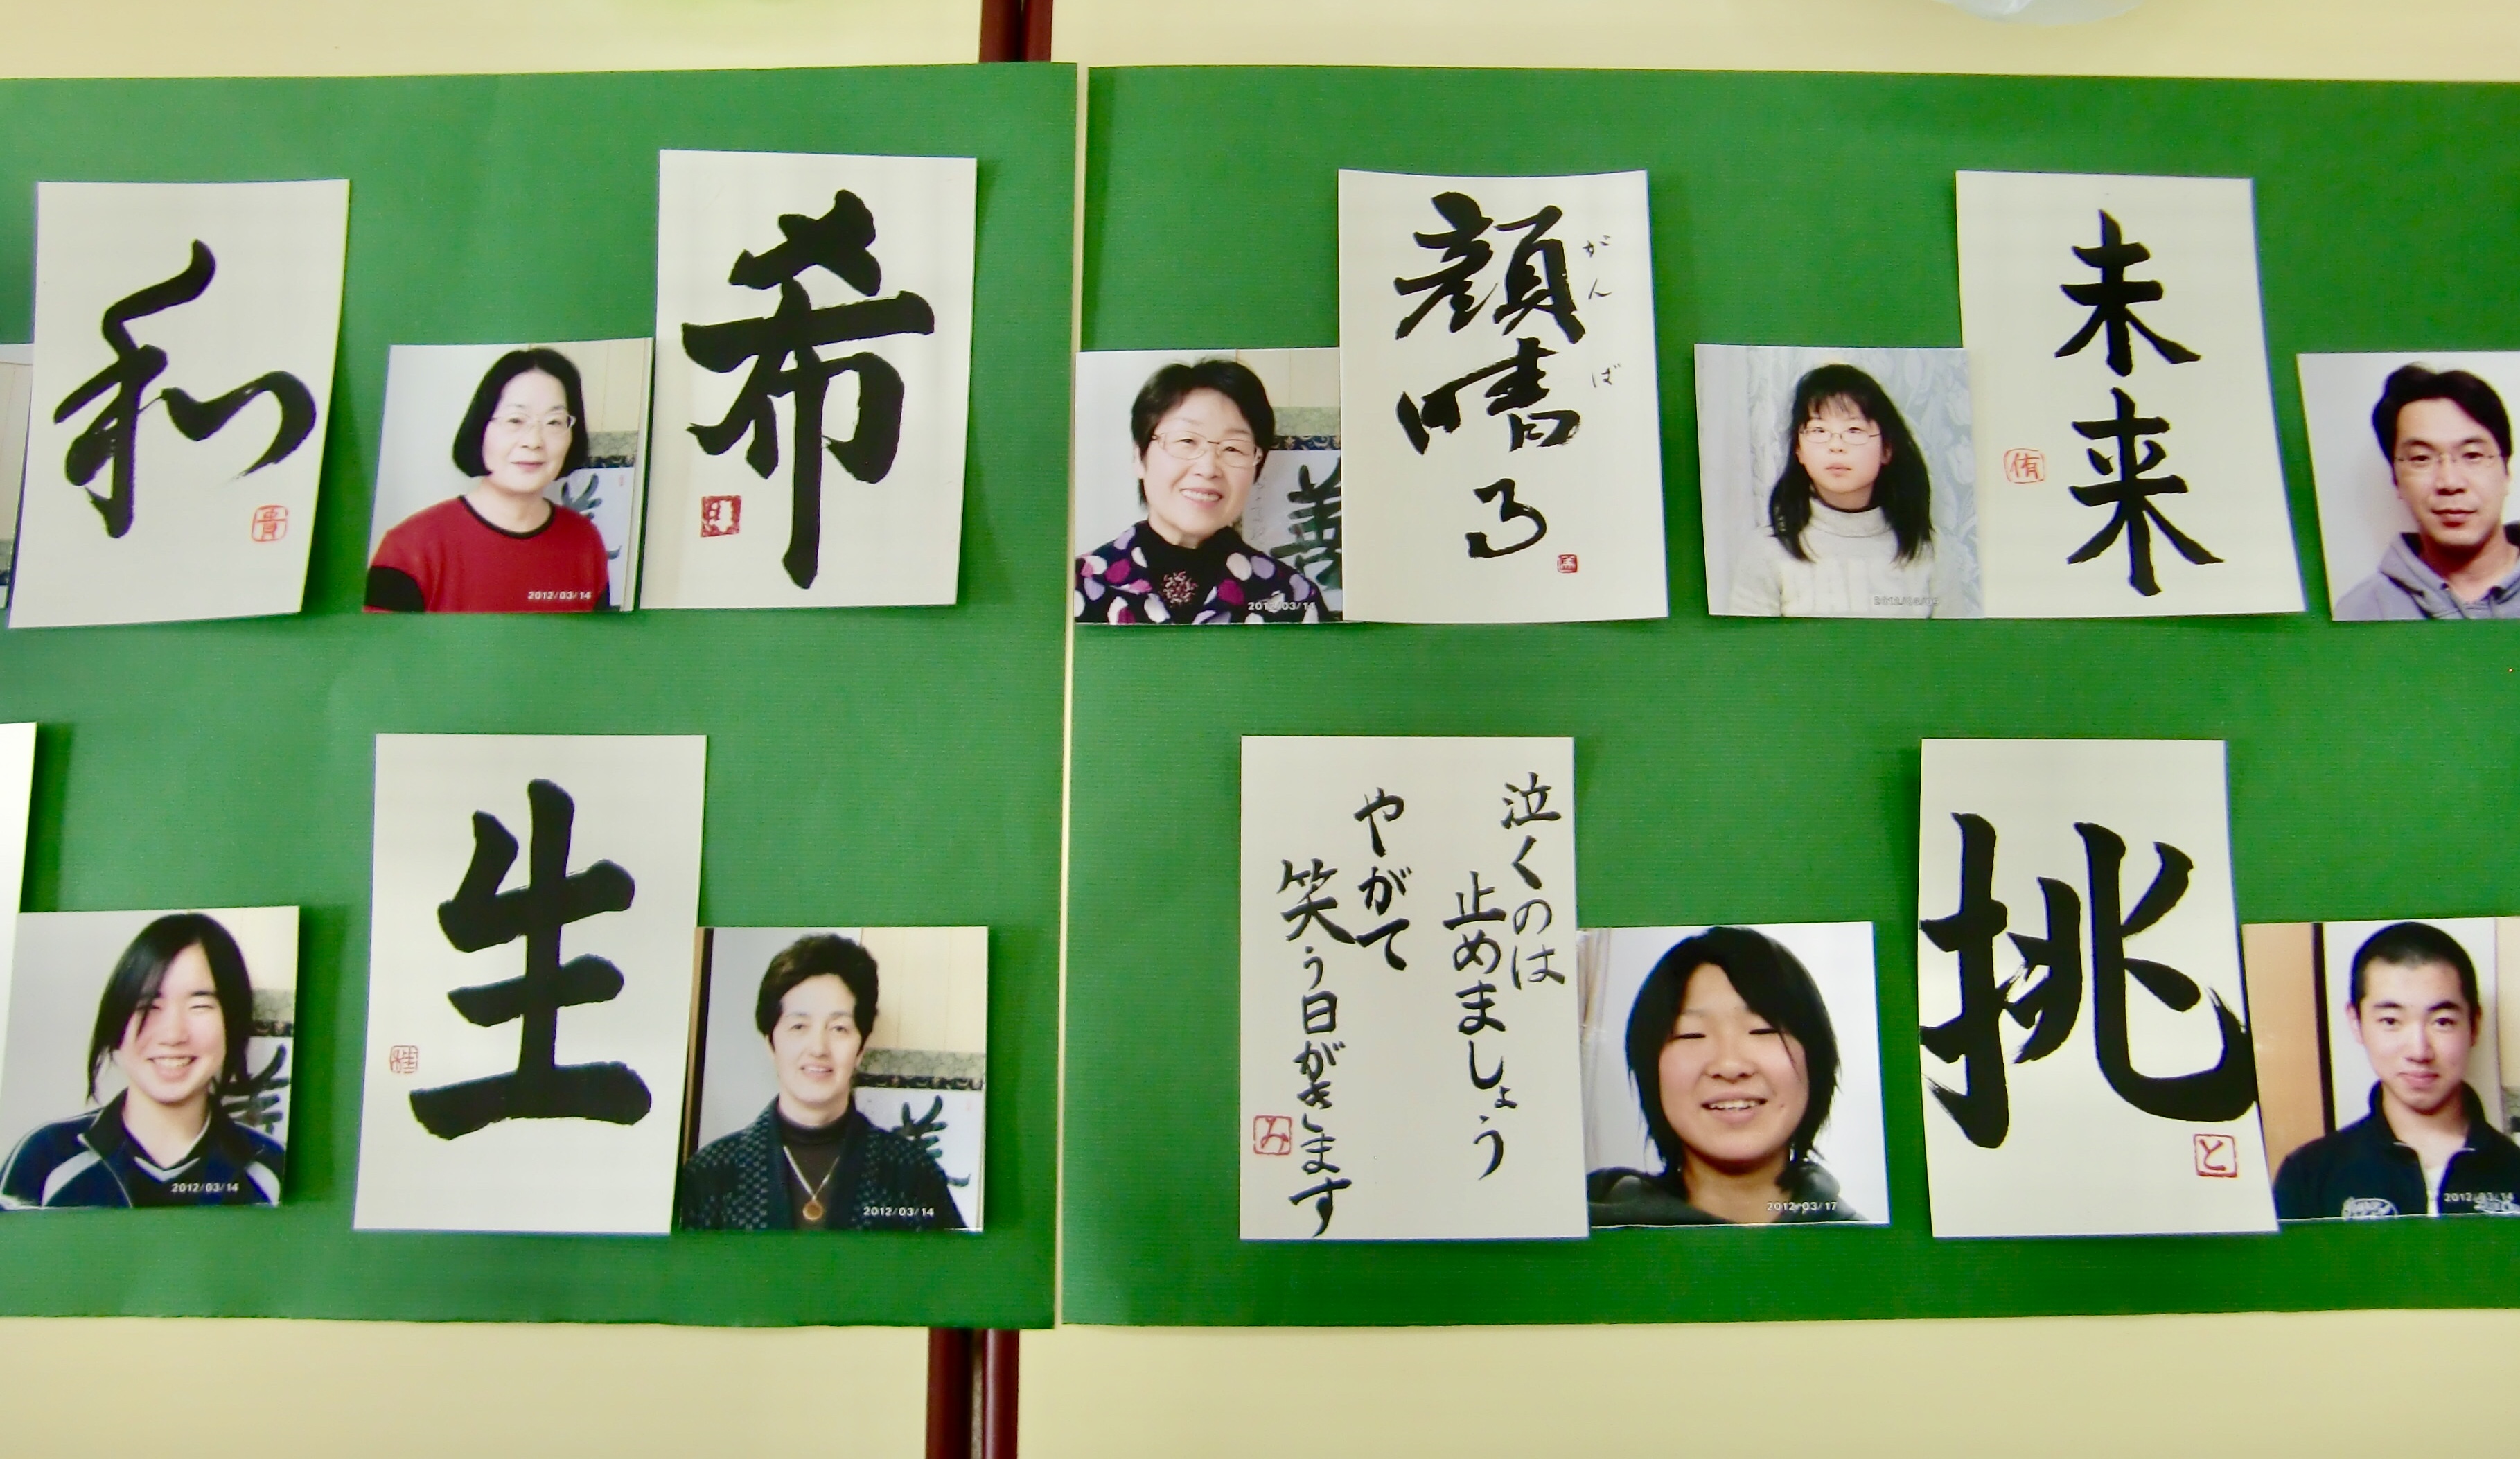 和
貴
2012/03/14
希
2012/03/14
顔晴る
がんば
未来
侑
2012/03/14
生
桂
2012/03/14
泣くのは
止めましょう
やがて
笑う日がきます
み
2012/03/17
挑
と
2012/03/14